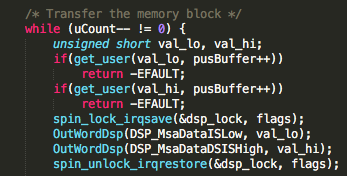 /* Transfer the memory block */
while (uCount-- != 0) {
unsigned short val_lo, val_hi;
if(get_user(val_lo, pusBuffer++))
return -EFAULT;
if(get_user(val_hi, pusBuffer++))
return -EFAULT;
spin_lock_irqsave(&dsp_lock, flags);
OutWordDsp(DSP_MsaDataISLow, val_lo);
OutWordDsp(DSP_MsaDataDSISHigh, val_hi);
spin_unlock_irqrestore(&dsp_lock, flags);